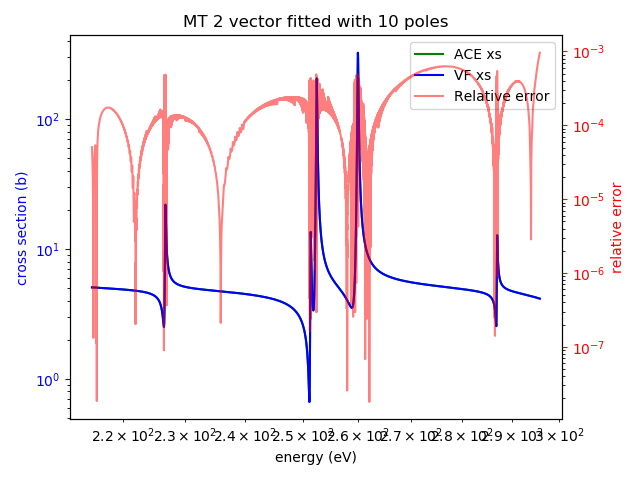 MT 2 vector fitted with 10 poles
ACE xs
VF xs
Relative error
cross section (b)
10²
10¹
10⁰
10⁻³
10⁻⁴
10⁻⁵
10⁻⁶
10⁻⁷
relative error
2.2 × 10² 2.3 × 10² 2.4 × 10² 2.5 × 10² 2.6 × 10² 2.7 × 10² 2.8 × 10² 2.9 × 10² 3 × 10²
energy (eV)